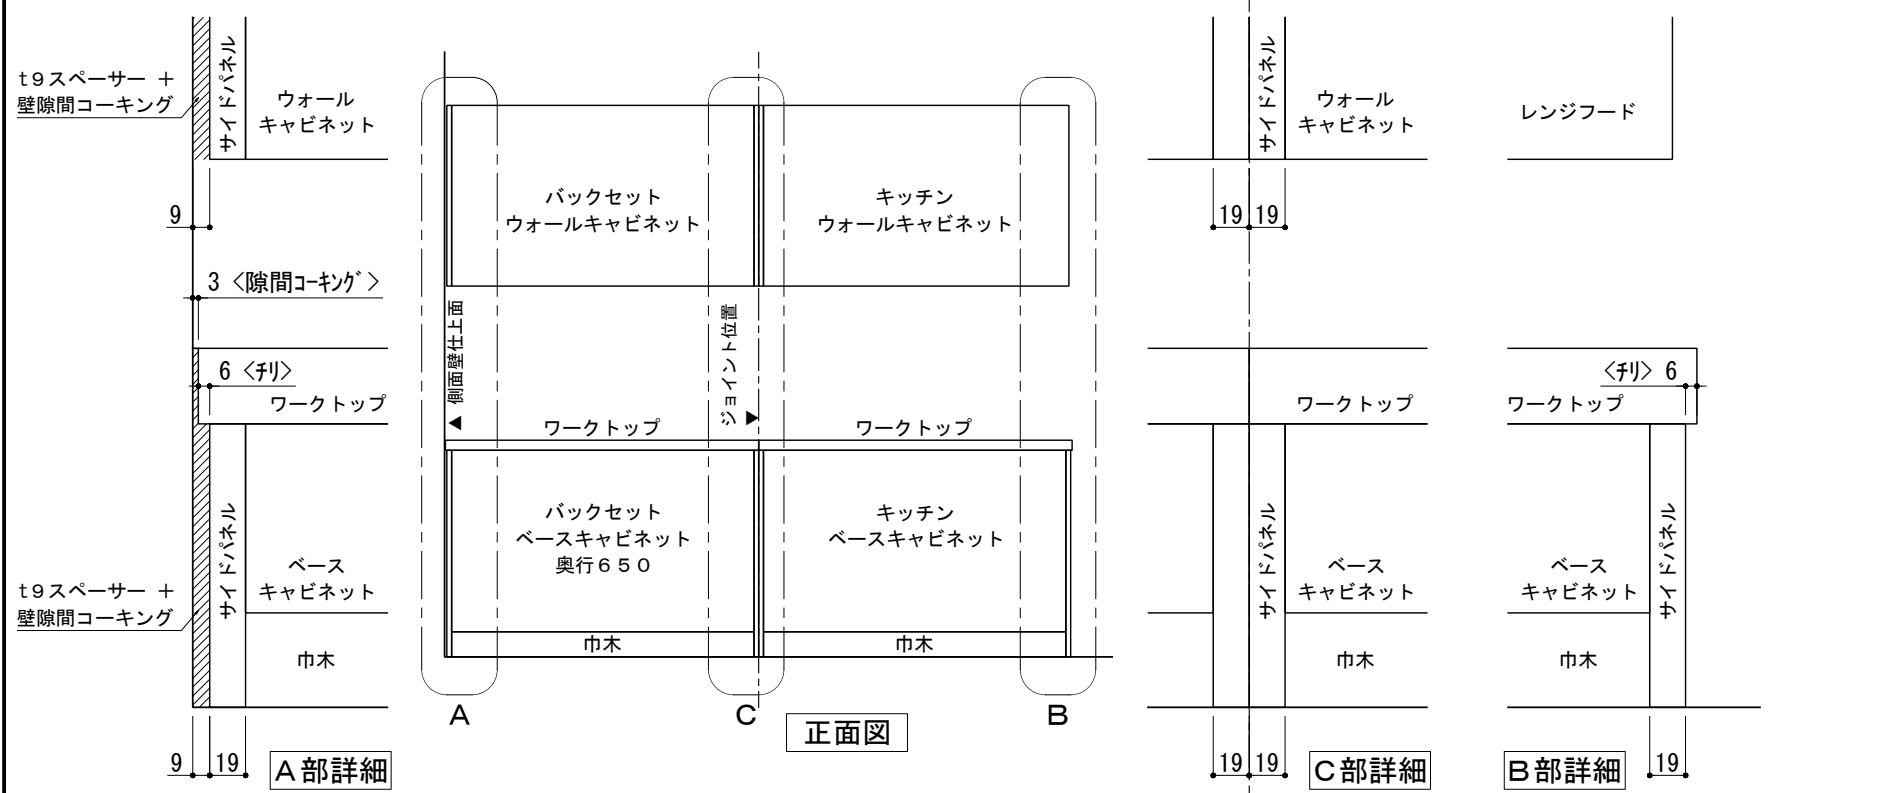 t9スペーサー +
壁隙間コーキング
サイドパネル
ウォール
キャビネット
9
3 <隙間コーキング>
6 <チリ>
ワークトップ
t9スペーサー +
壁隙間コーキング
サイドパネル
ベース
キャビネット
巾木
9
19
A部詳細
バックセット
ウォールキャビネット
キッチン
ウォールキャビネット
側面壁仕上面
ジョイント位置
ワークトップ
ワークトップ
バックセット
ベースキャビネット
奥行650
キッチン
ベースキャビネット
巾木
巾木
A
C
B
正面図
サイドパネル
ウォール
キャビネット
19
19
ワークトップ
サイドパネル
ベース
キャビネット
巾木
19
19
C部詳細
レンジフード
<チリ> 6
ワークトップ
ベース
キャビネット
サイドパネル
巾木
19
B部詳細